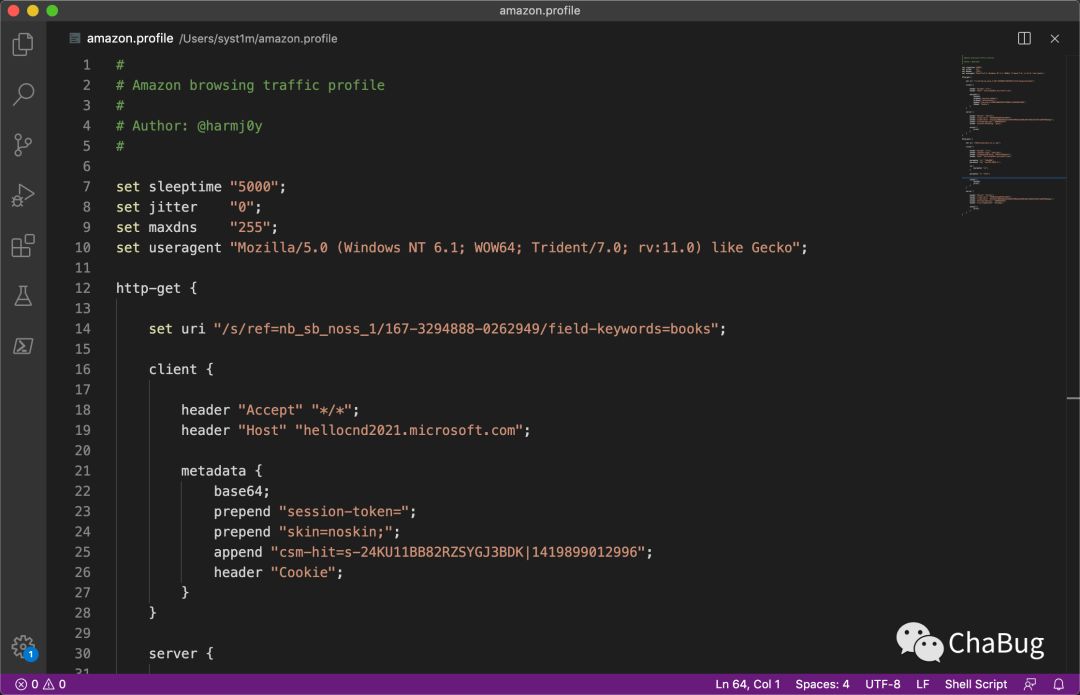 amazon.profile
amazon.profile /Users/syst1m/amazon.profile
1 #
2 # Amazon browsing traffic profile
3 #
4 # Author: @harmj0y
5 #
6
7 set sleeptime "5000";
8 set jitter    "0";
9 set maxdns    "255";
10 set useragent "Mozilla/5.0 (Windows NT 6.1; WOW64; Trident/7.0; rv:11.0) like Gecko";
11
12 http-get {
13
14     set uri "/s/ref=nb_sb_noss_1/167-3294888-0262949/field-keywords=books";
15
16     client {
17
18         header "Accept" "*/*";
19         header "Host" "hellocnd2021.microsoft.com";
20
21         metadata {
22             base64;
23             prepend "session-token=";
24             prepend "skin=noskin;";
25             append "csm-hit=s-24KU11BB82RZSYGJ3BDK|1419899012996";
26             header "Cookie";
27         }
28     }
29
30     server {
31
1
ChaBug
0 0 Ln 64, Col 1 Spaces: 4 UTF-8 LF Shell Script